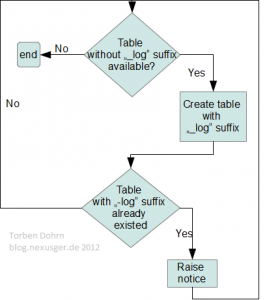 Table
without „_log” suffix
available?
No
end
Yes
Create table
with
„_log” suffix
No
Table
with „-log” suffix
already
existed
Yes
Raise
notice
Torben Dohrn
blog.nexusger.de 2012